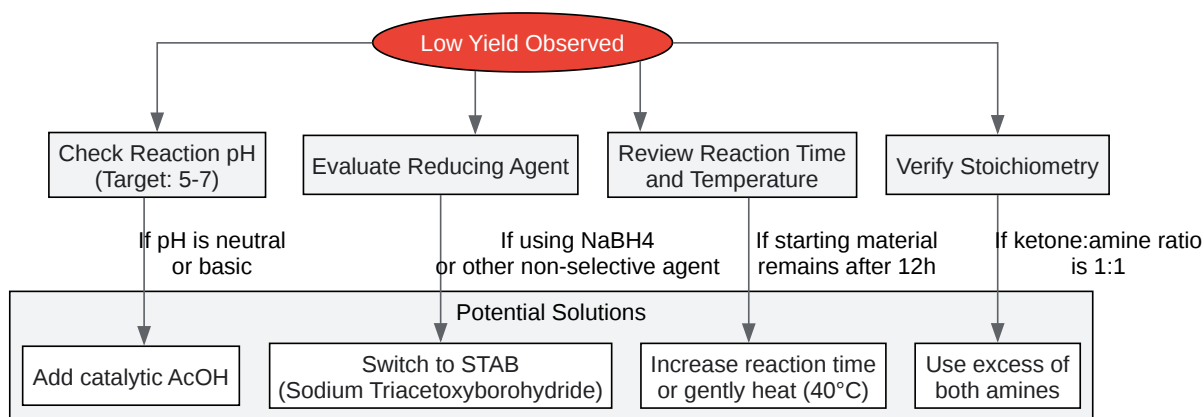 Low Yield Observed
Check Reaction pH
(Target: 5-7)
Evaluate Reducing Agent
Review Reaction Time
and Temperature
Verify Stoichiometry
If pH is neutral
or basic
If using NaBH4
or other non-selective agent
If starting material
remains after 12h
If ketone:amine ratio
is 1:1
Potential Solutions
Add catalytic AcOH
Switch to STAB
(Sodium Triacetoxyborohydride)
Increase reaction time
or gently heat (40°C)
Use excess of
both amines